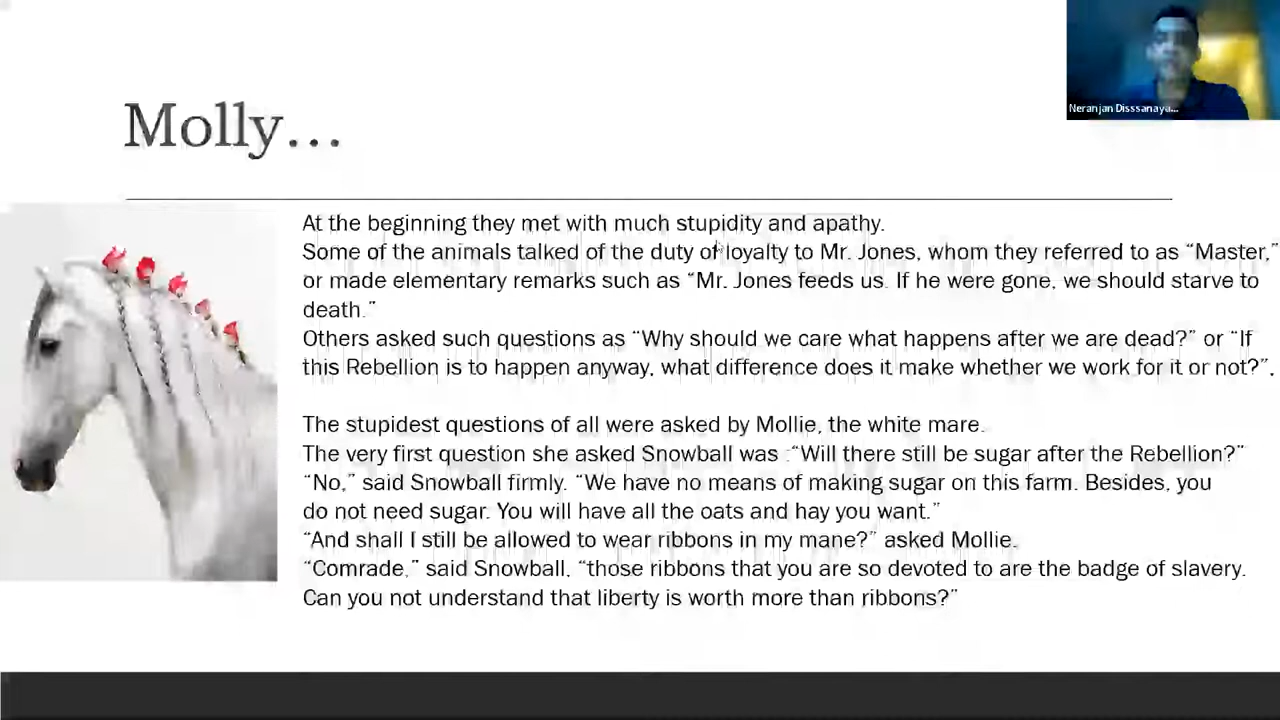 Neranjan Disssanaya...
Molly...
At the beginning they met with much stupidity and apathy.
Some of the animals talked of the duty of loyalty to Mr. Jones, whom they referred to as “Master,”
or made elementary remarks such as “Mr. Jones feeds us. If he were gone, we should starve to
death.”
Others asked such questions as “Why should we care what happens after we are dead?” or “If
this Rebellion is to happen anyway, what difference does it make whether we work for it or not?”.
The stupidest questions of all were asked by Mollie, the white mare.
The very first question she asked Snowball was :“Will there still be sugar after the Rebellion?”
“No,” said Snowball firmly. “We have no means of making sugar on this farm. Besides, you
do not need sugar. You will have all the oats and hay you want.”
“And shall I still be allowed to wear ribbons in my mane?” asked Mollie.
“Comrade,” said Snowball, “those ribbons that you are so devoted to are the badge of slavery.
Can you not understand that liberty is worth more than ribbons?”